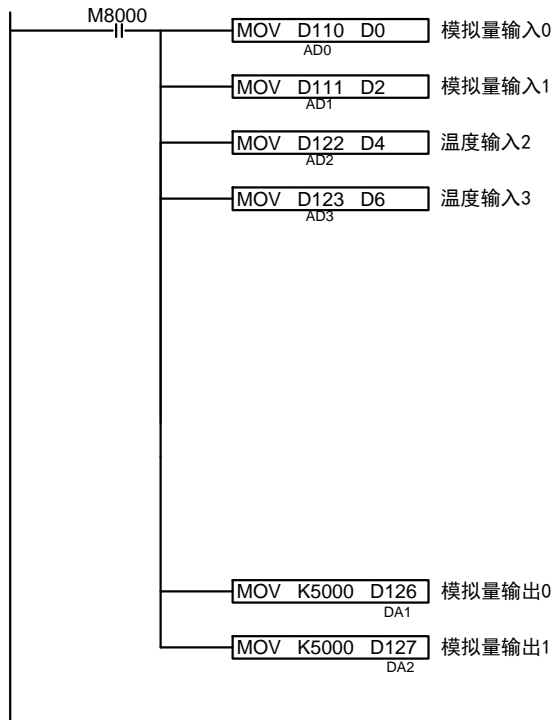 M8000
MOV D110 D0 模拟量输入0
AD0
MOV D111 D2 模拟量输入1
AD1
MOV D122 D4 温度输入2
AD2
MOV D123 D6 温度输入3
AD3
MOV K5000 D126 模拟量输出0
DA1
MOV K5000 D127 模拟量输出1
DA2